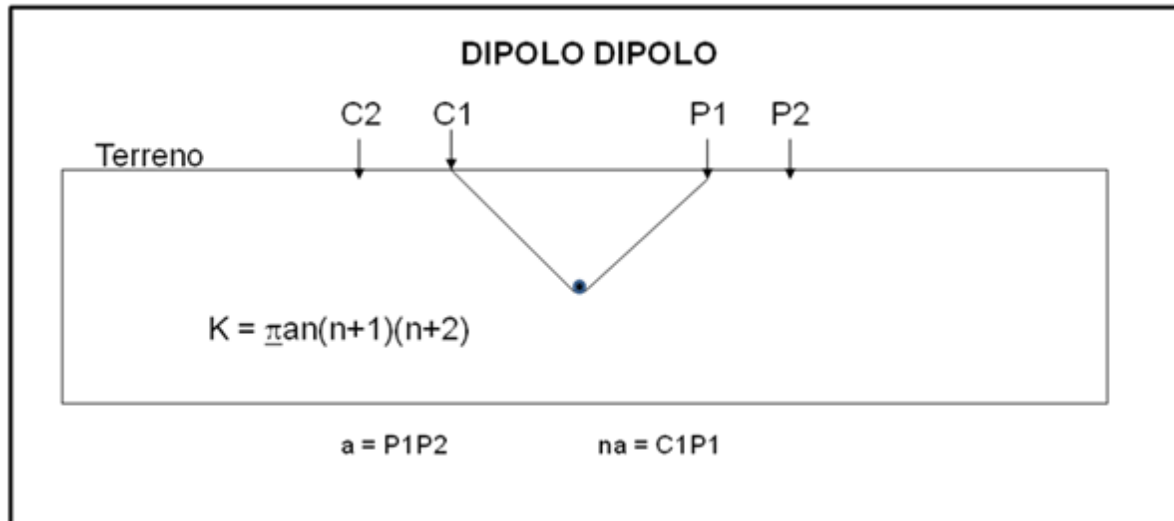 DIPOLO DIPOLO
C2 C1 P1 P2
Terreno
K = πan(n+1)(n+2)
a = P1P2 na = C1P1